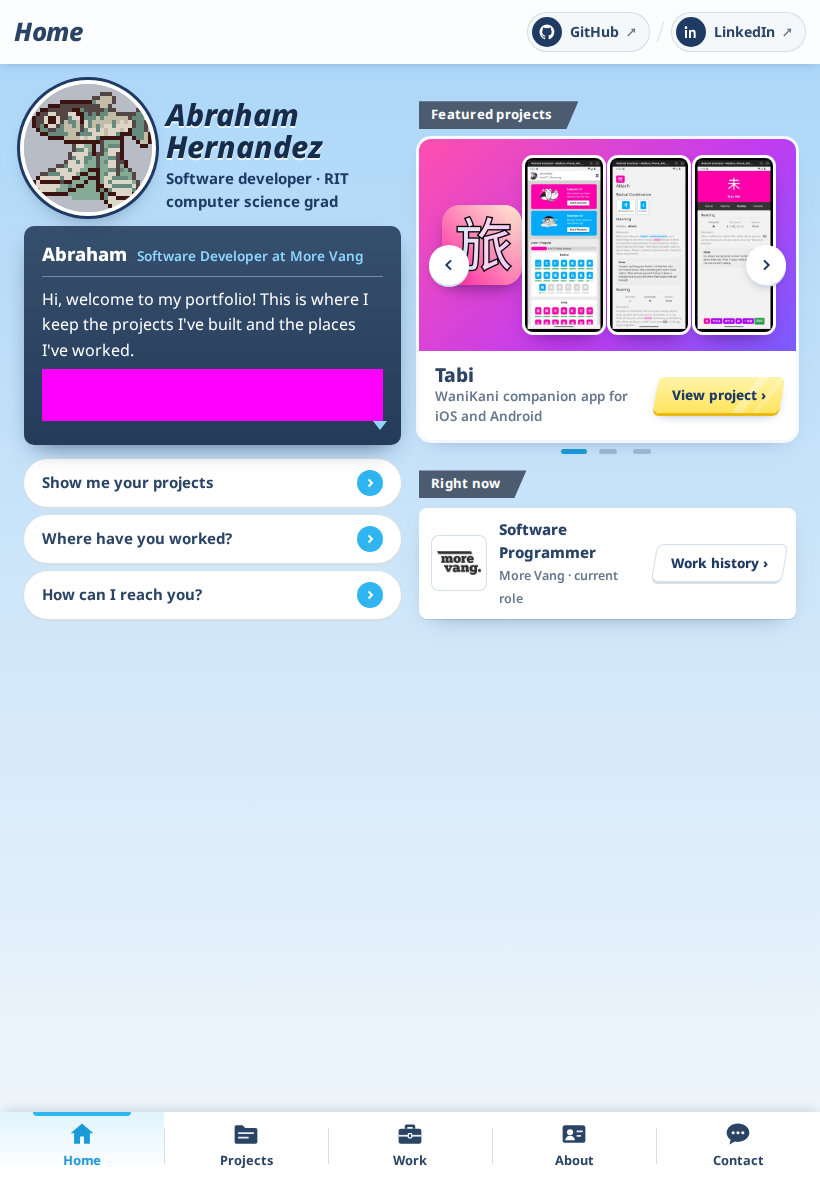 Home
GitHub ↗
LinkedIn ↗
Abraham
Hernandez
Software developer · RIT
computer science grad
Abraham Software Developer at More Vang
Hi, welcome to my portfolio! This is where I
keep the projects I've built and the places
I've worked.
Show me your projects
Where have you worked?
How can I reach you?
Featured projects
旅
未
Tabi
WaniKani companion app for
iOS and Android
View project ›
Right now
more
vang.
Software
Programmer
More Vang · current
role
Work history ›
Home
Projects
Work
About
Contact